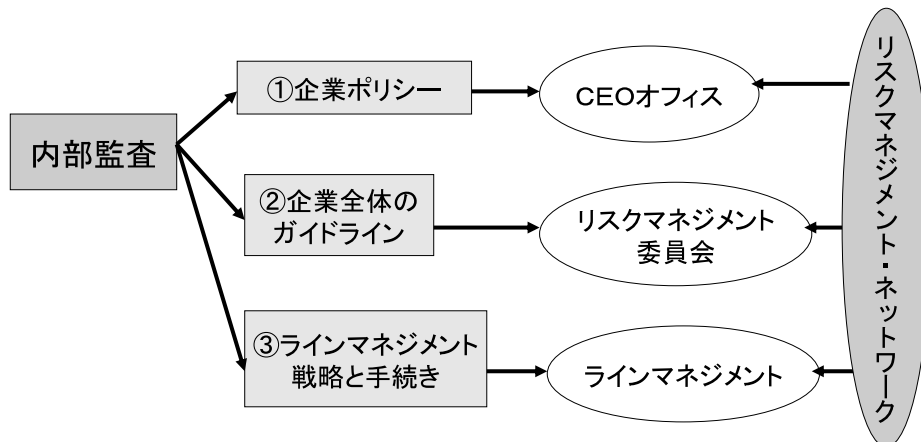 内部監査
①企業ポリシー
CEOオフィス
②企業全体の
ガイドライン
リスクマネジメント
委員会
③ラインマネジメント
戦略と手続き
ラインマネジメント
リスクマネジメント・ネットワーク